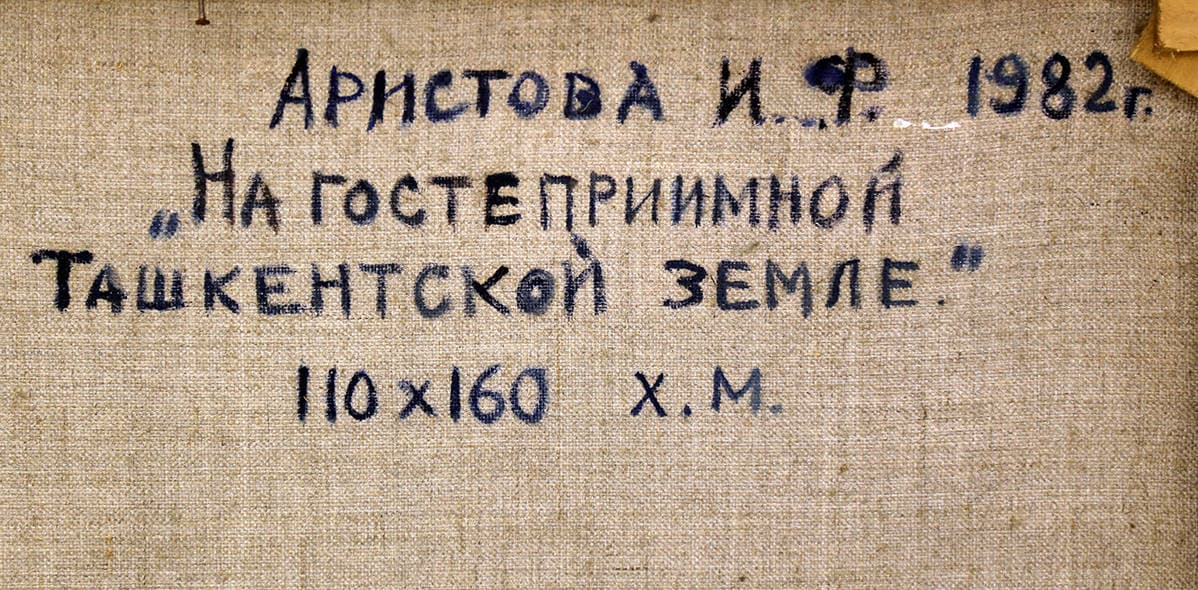 Аристова И.Ф. 1982г.
„На гостеприимной
Ташкентской земле."
110х160 х.м.